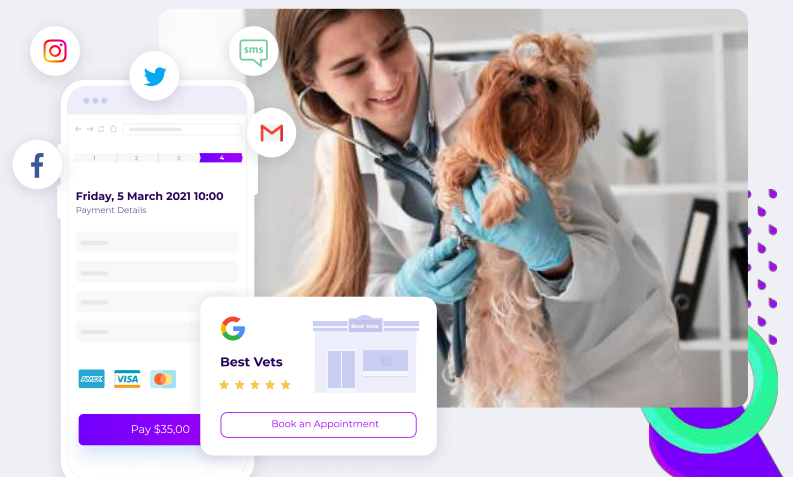 sms
1 2 3 4
Friday, 5 March 2021 10:00
Payment Details
AMEX VISA
Pay $35,00
Best Vets
Best Vets
Book an Appointment